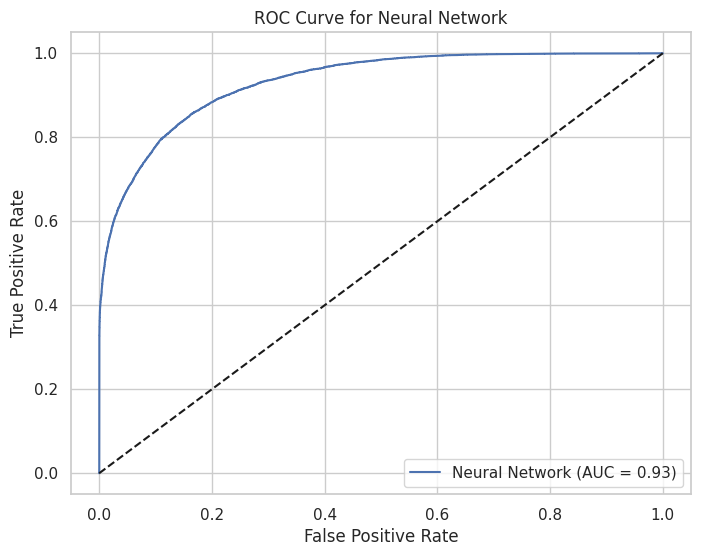 ROC Curve for Neural Network
1.0
0.8
0.6
0.4
0.2
0.0
True Positive Rate
Neural Network (AUC = 0.93)
0.0 0.2 0.4 0.6 0.8 1.0
False Positive Rate